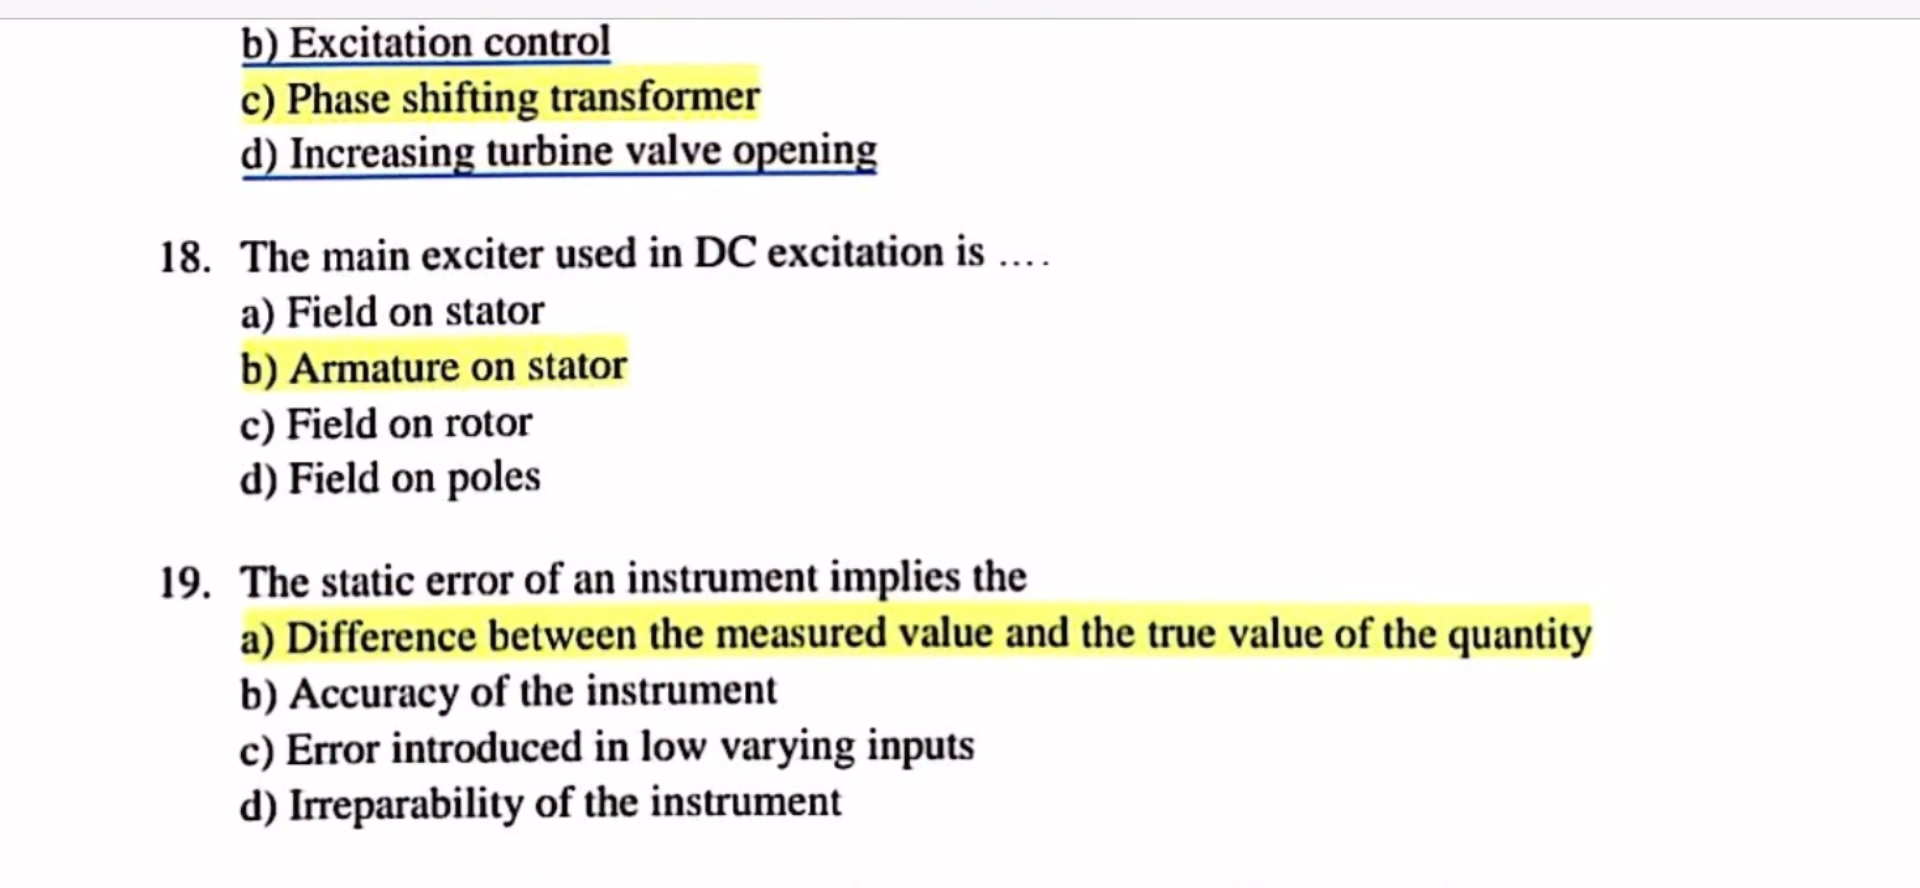 b) Excitation control
c) Phase shifting transformer
d) Increasing turbine valve opening
18. The main exciter used in DC excitation is ....
a) Field on stator
b) Armature on stator
c) Field on rotor
d) Field on poles
19. The static error of an instrument implies the
a) Difference between the measured value and the true value of the quantity
b) Accuracy of the instrument
c) Error introduced in low varying inputs
d) Irreparability of the instrument